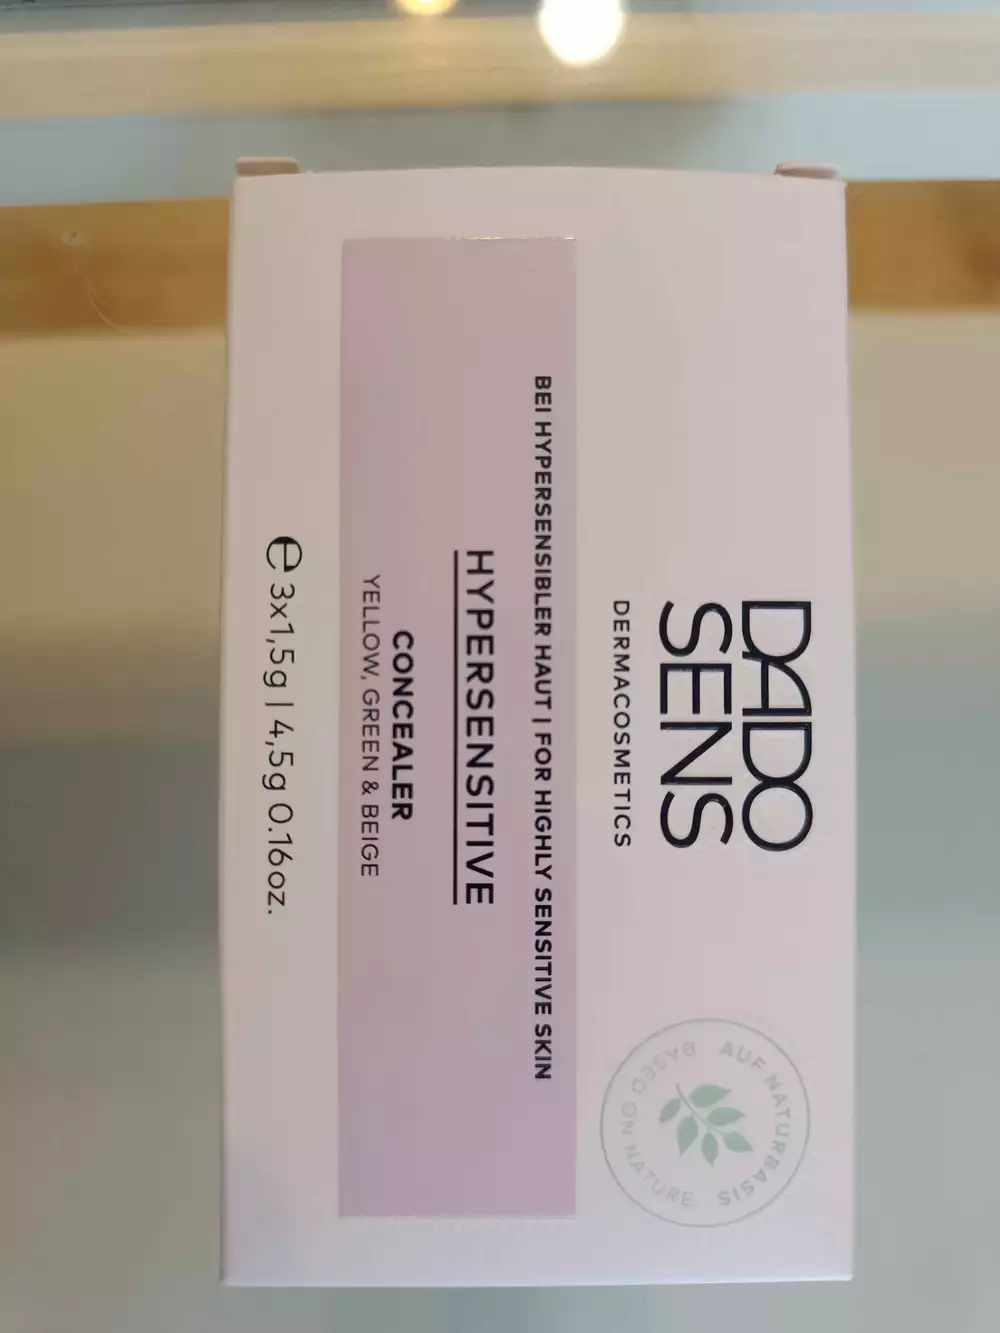 DADO
SENS
DERMACOSMETICS
BEI HYPERSENSIBLER HAUT | FOR HIGHLY SENSITIVE SKIN
HYPERSENSITIVE
CONCEALER
YELLOW, GREEN & BEIGE
℮ 3x1,5g | 4,5g 0.16oz.
AUF NATURBASIS
BASED ON NATURE